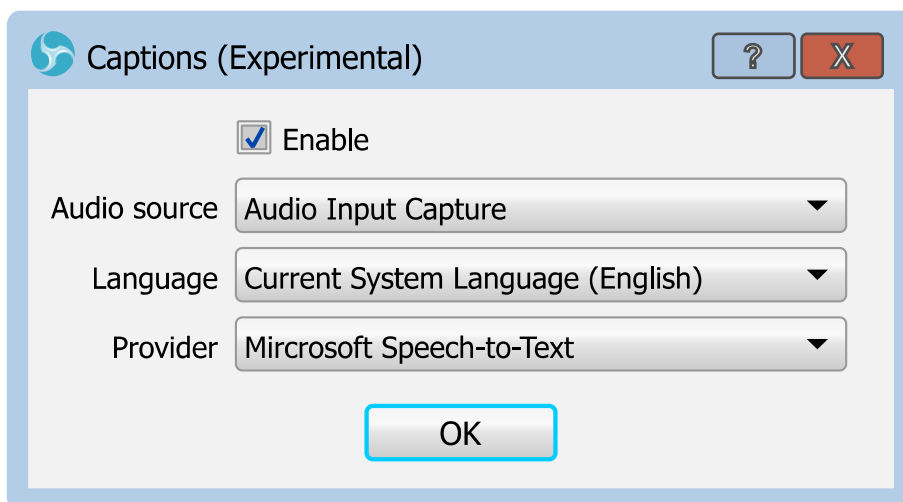 Captions (Experimental)
? X
Enable
Audio source Audio Input Capture
Language Current System Language (English)
Provider Mircrosoft Speech-to-Text
OK